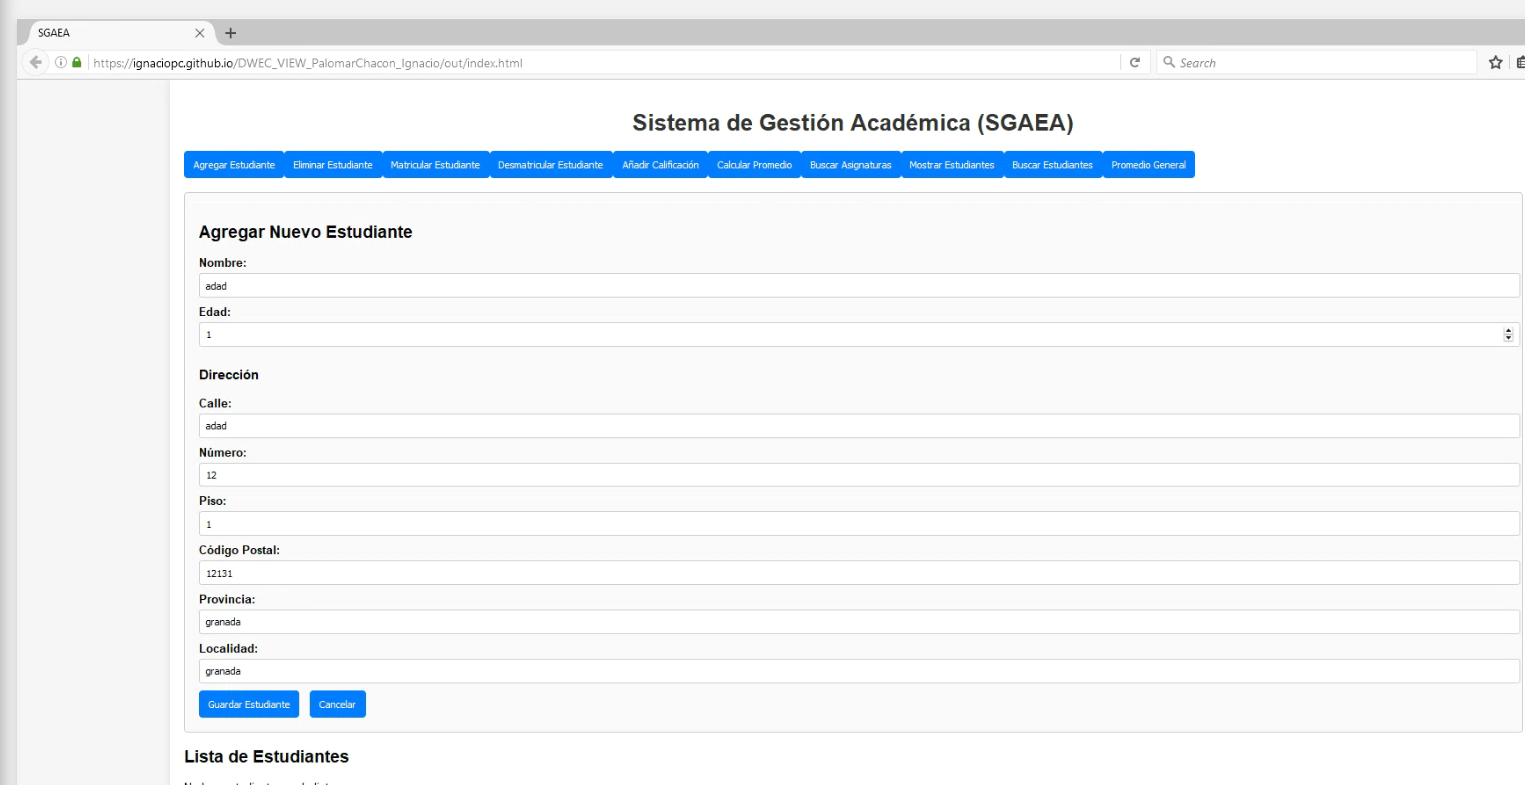 SGAEA
https://ignaciopc.github.io/DWEC_VIEW_PalomarChacon_Ignacio/out/index.html
Search
Sistema de Gestión Académica (SGAEA)
Agregar Estudiante Eliminar Estudiante Matricular Estudiante Desmatricular Estudiante Añadir Calificación Calcular Promedio Buscar Asignaturas Mostrar Estudiantes Buscar Estudiantes Promedio General
Agregar Nuevo Estudiante
Nombre:
adad
Edad:
1
Dirección
Calle:
adad
Número:
12
Piso:
1
Código Postal:
12131
Provincia:
granada
Localidad:
granada
Guardar Estudiante Cancelar
Lista de Estudiantes